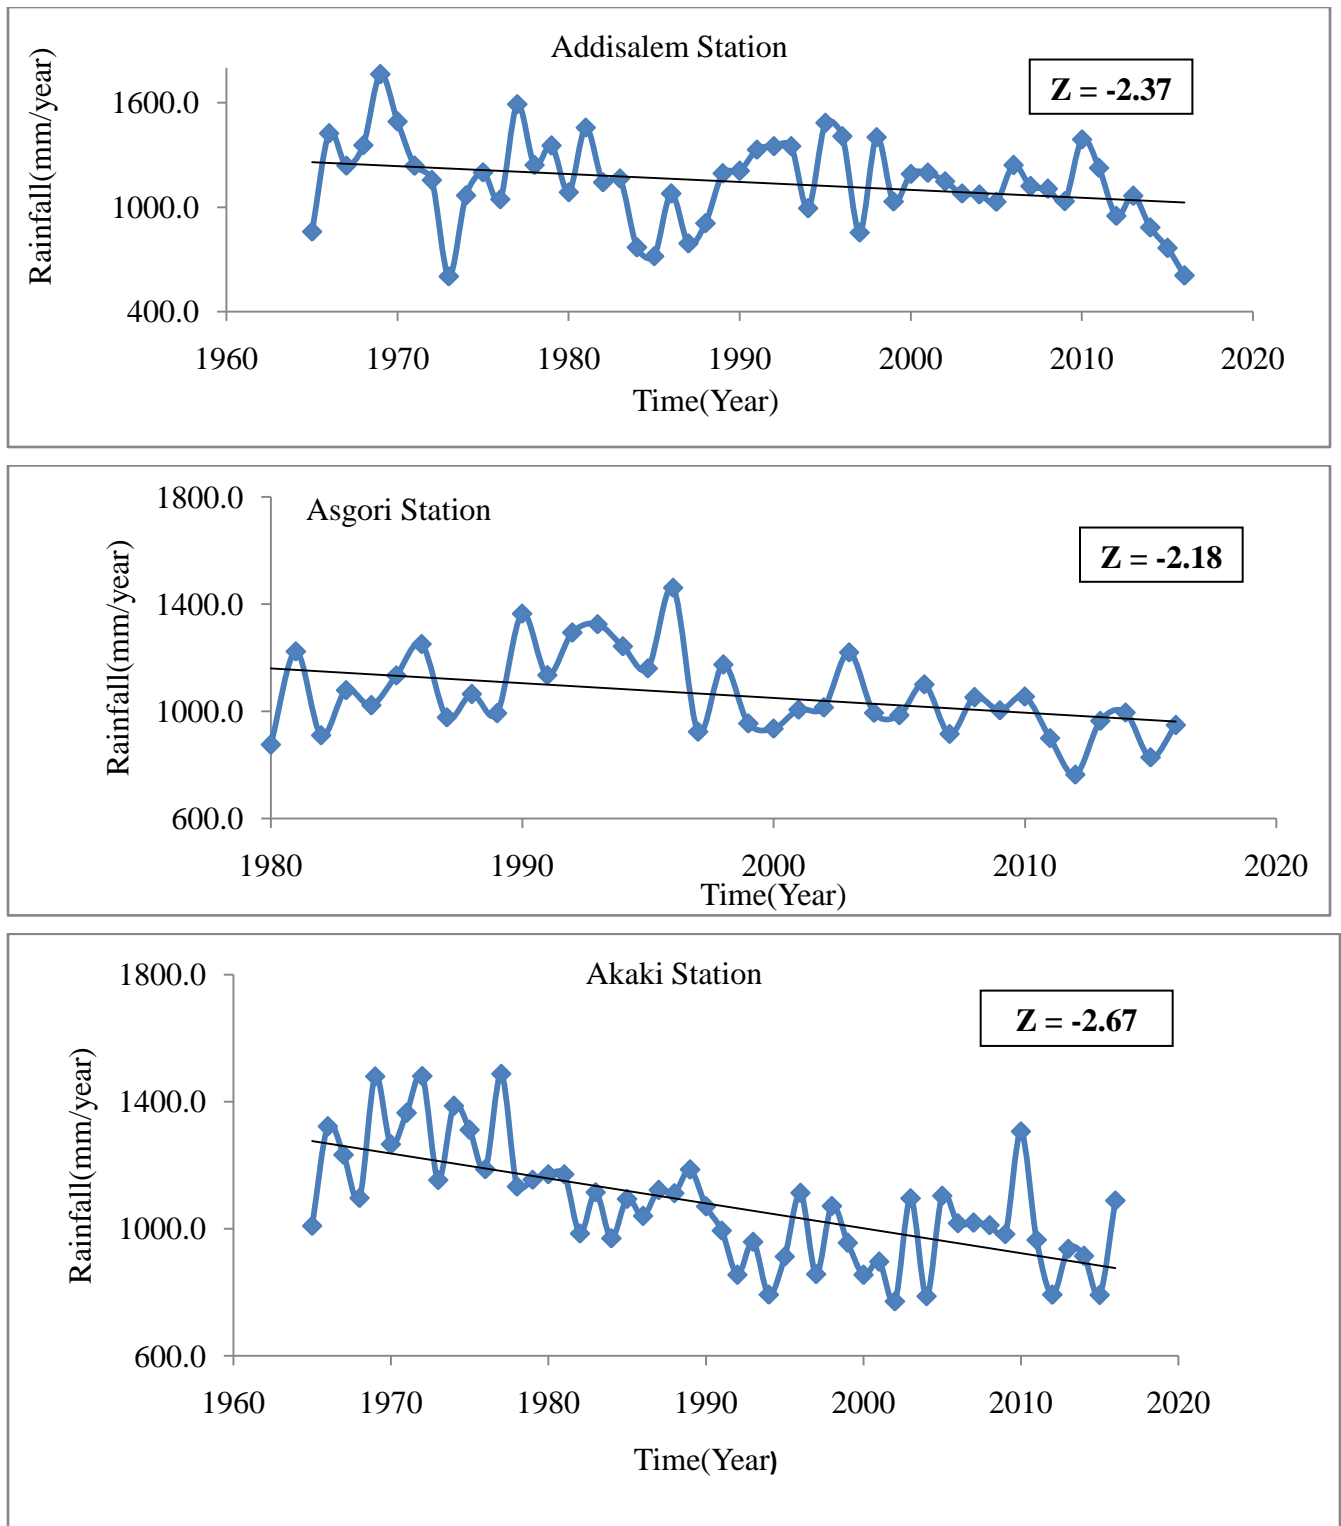 Addisalem Station
Z = -2.37
Rainfall(mm/year)
1600.0
1000.0
400.0
1960 1970 1980 1990 2000 2010 2020
Time(Year)
Asgori Station
Z = -2.18
Rainfall(mm/year)
1800.0
1400.0
1000.0
600.0
1980 1990 2000 2010 2020
Time(Year)
Akaki Station
Z = -2.67
Rainfall(mm/year)
1800.0
1400.0
1000.0
600.0
1960 1970 1980 1990 2000 2010 2020
Time(Year)